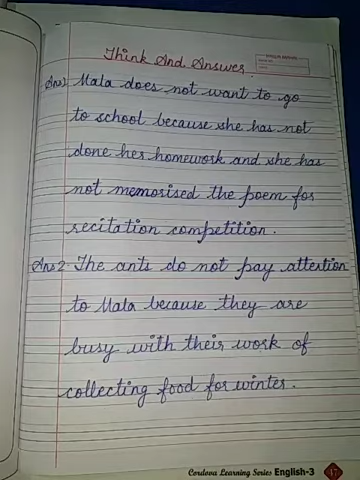 Think And Answer.
Ans1 Mala does not want to go
to school because she has not
done her homework and she has
not memorised the poem for
recitation competition.
Ans2. The ants do not pay attention
to Mala because they are
busy with their work of
collecting food for winter.
Cordova Learning Series English-3